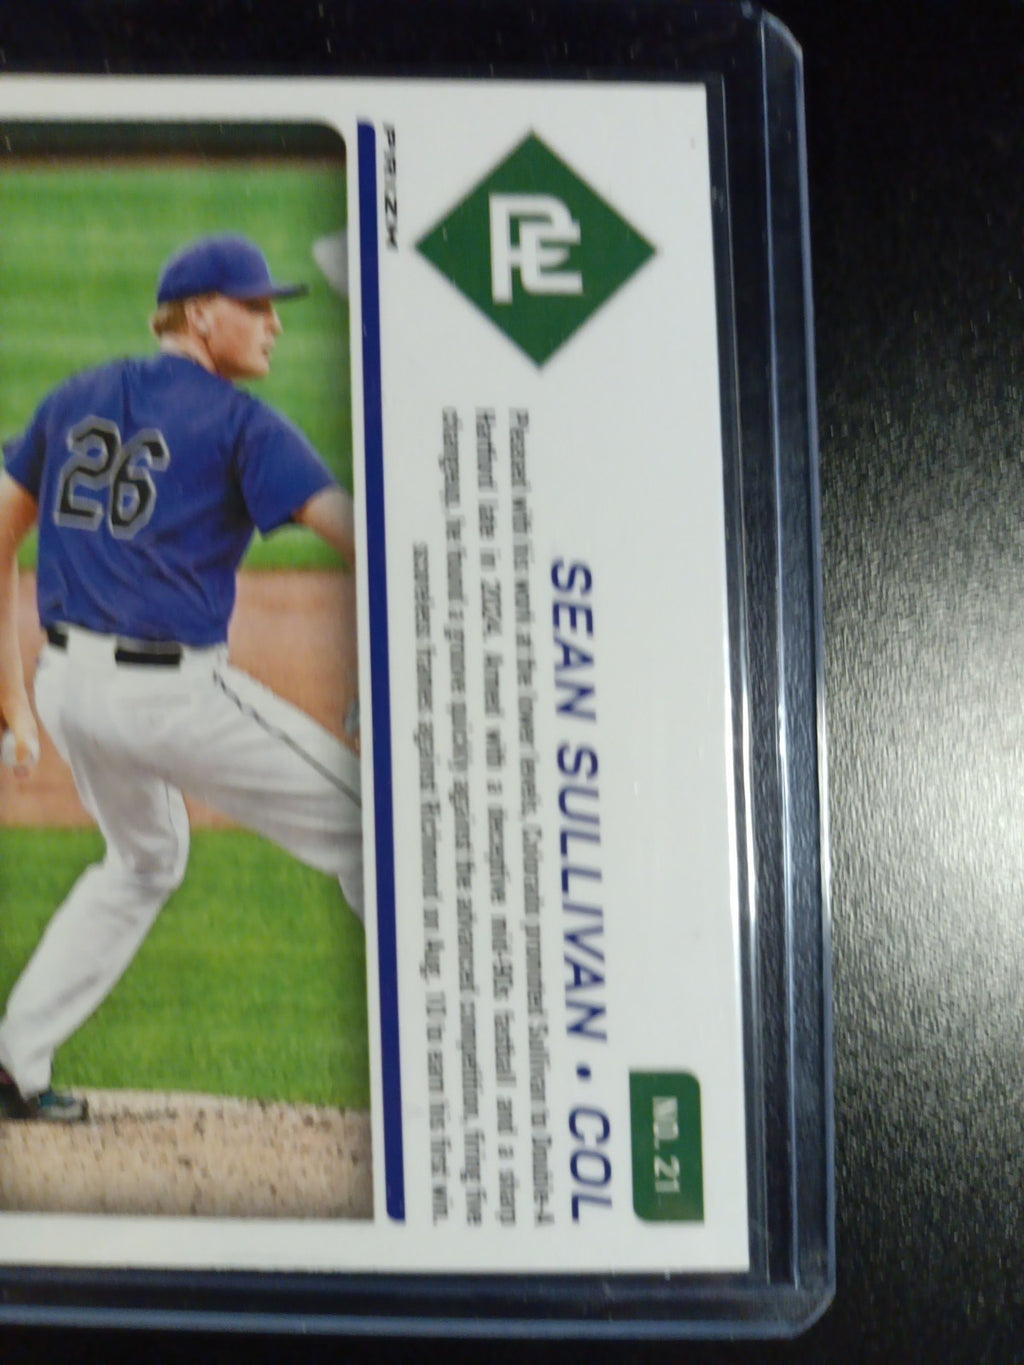 NO. 21
SEAN SULLIVAN • COL
Pleased with his work at the lower levels, Colorado promoted Sullivan to Double-A
Hartford late in 2024. Armed with a deceptive mid-90s fastball and a sharp
changeup, he found a groove quickly against the advanced competition, firing five
scoreless frames against Richmond on Aug. 10 to earn his first win.
PE
PRIZM
26